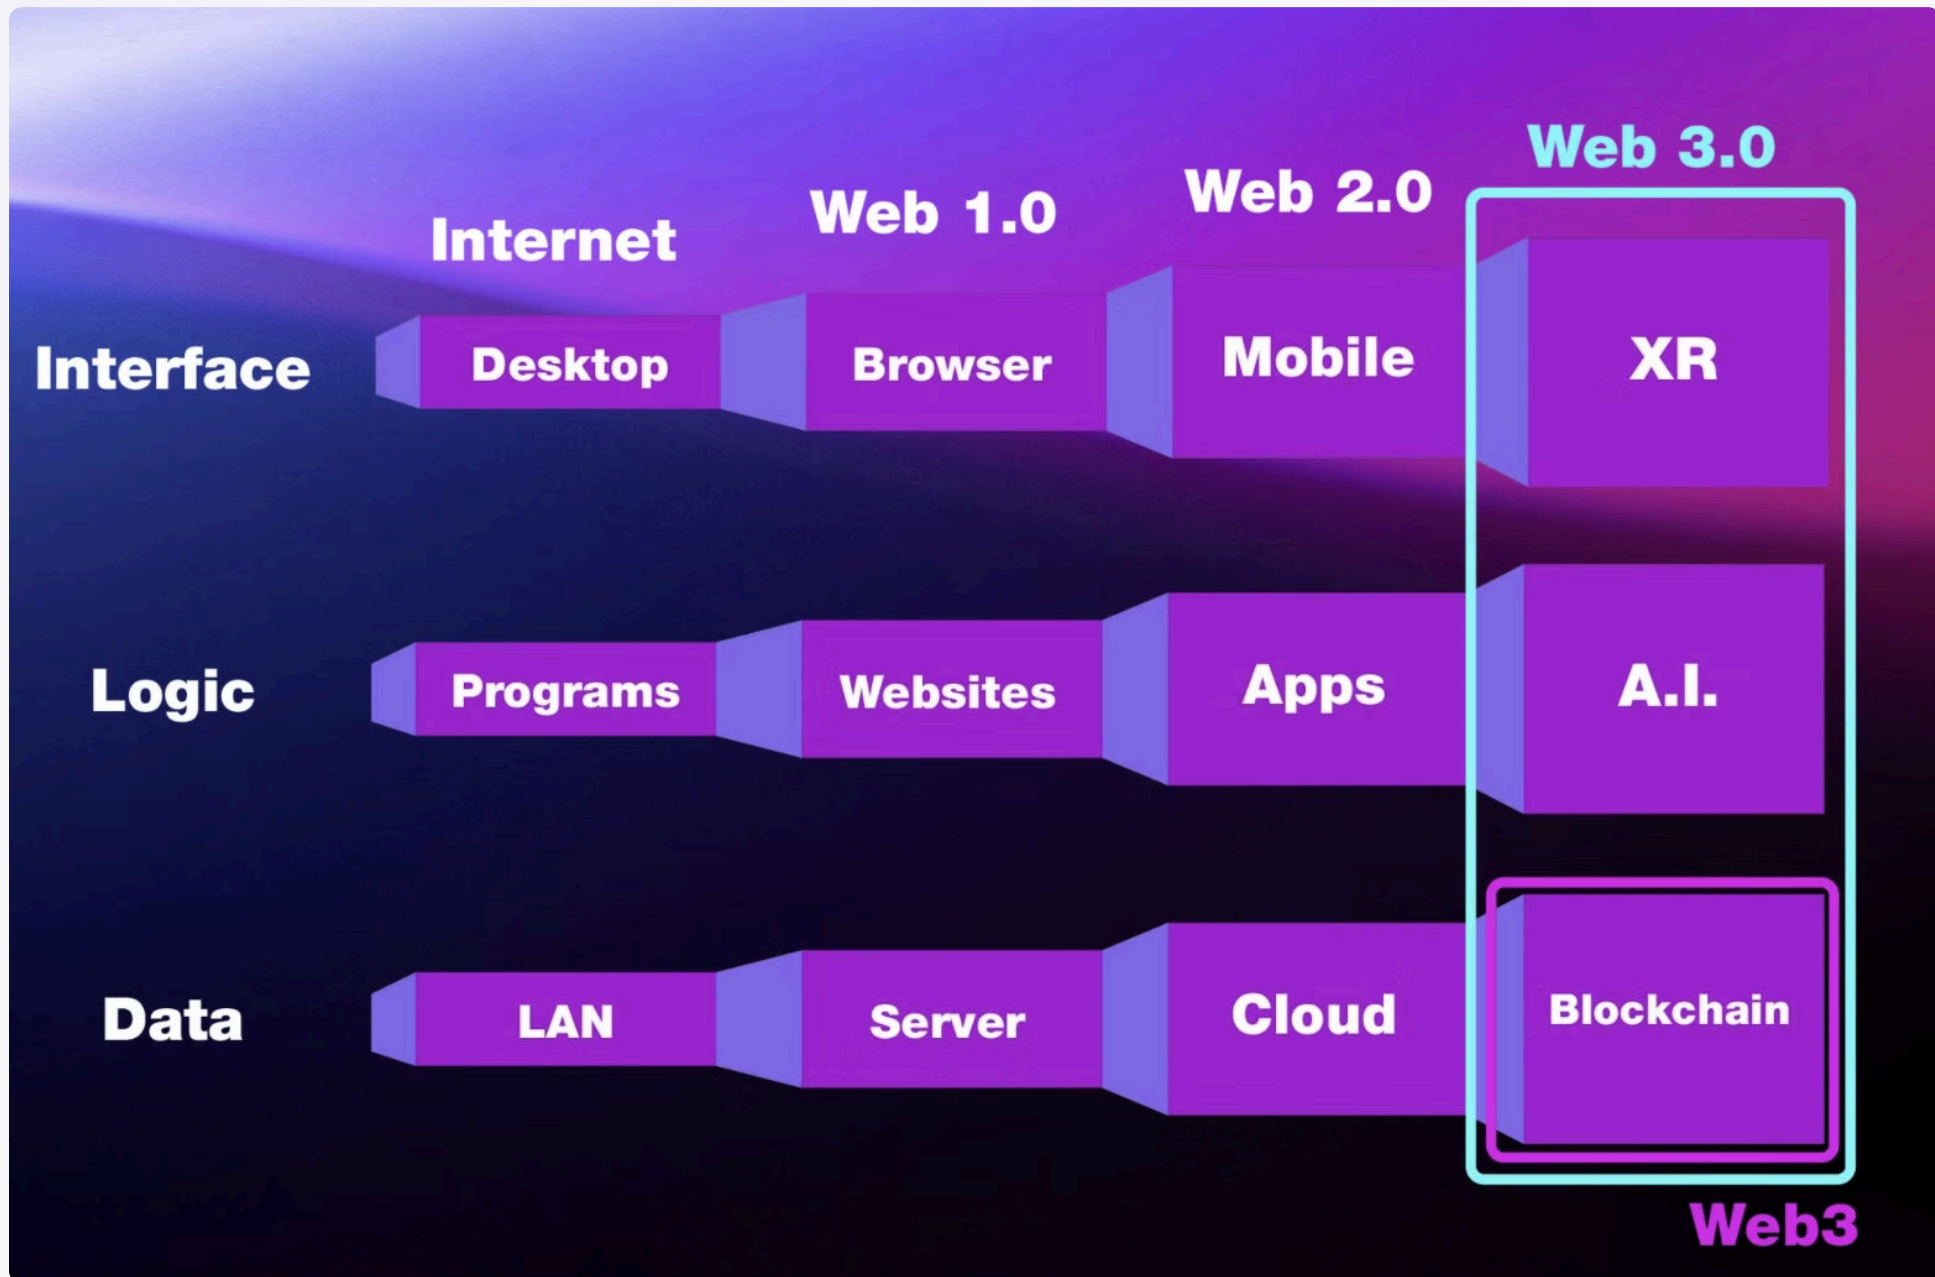 Web 3.0
Internet Web 1.0 Web 2.0
Interface Desktop Browser Mobile XR
Logic Programs Websites Apps A.I.
Data LAN Server Cloud Blockchain
Web3